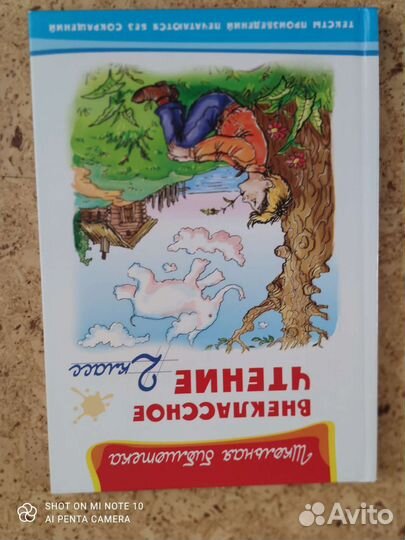 Школьная библиотека
ВНЕКЛАССНОЕ
ЧТЕНИЕ 2 класс
ТЕКСТЫ ПРОИЗВЕДЕНИЙ ПЕЧАТАЮТСЯ БЕЗ СОКРАЩЕНИЙ
SHOT ON MI NOTE 10
AI PENTA CAMERA
Avito